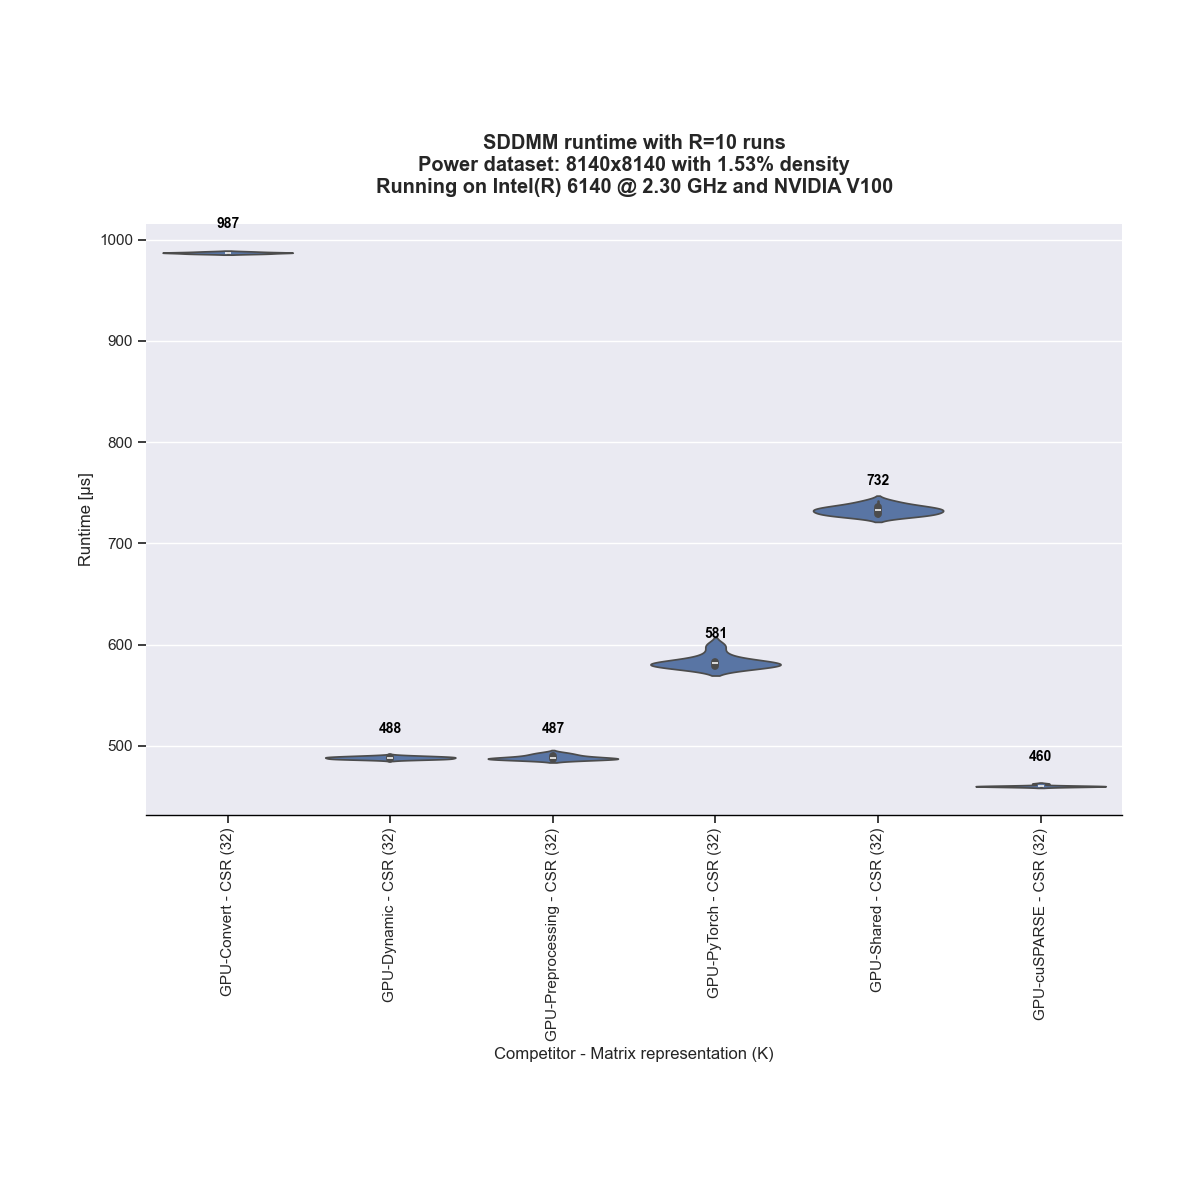 SDDMM runtime with R=10 runs
Power dataset: 8140x8140 with 1.53% density
Running on Intel(R) 6140 @ 2.30 GHz and NVIDIA V100
987
1000
900
800
732
700
Runtime [µs]
581
600
488
487
500
460
GPU-Convert - CSR (32)
GPU-Dynamic - CSR (32)
GPU-Preprocessing - CSR (32)
GPU-PyTorch - CSR (32)
GPU-Shared - CSR (32)
GPU-cuSPARSE - CSR (32)
Competitor - Matrix representation (K)